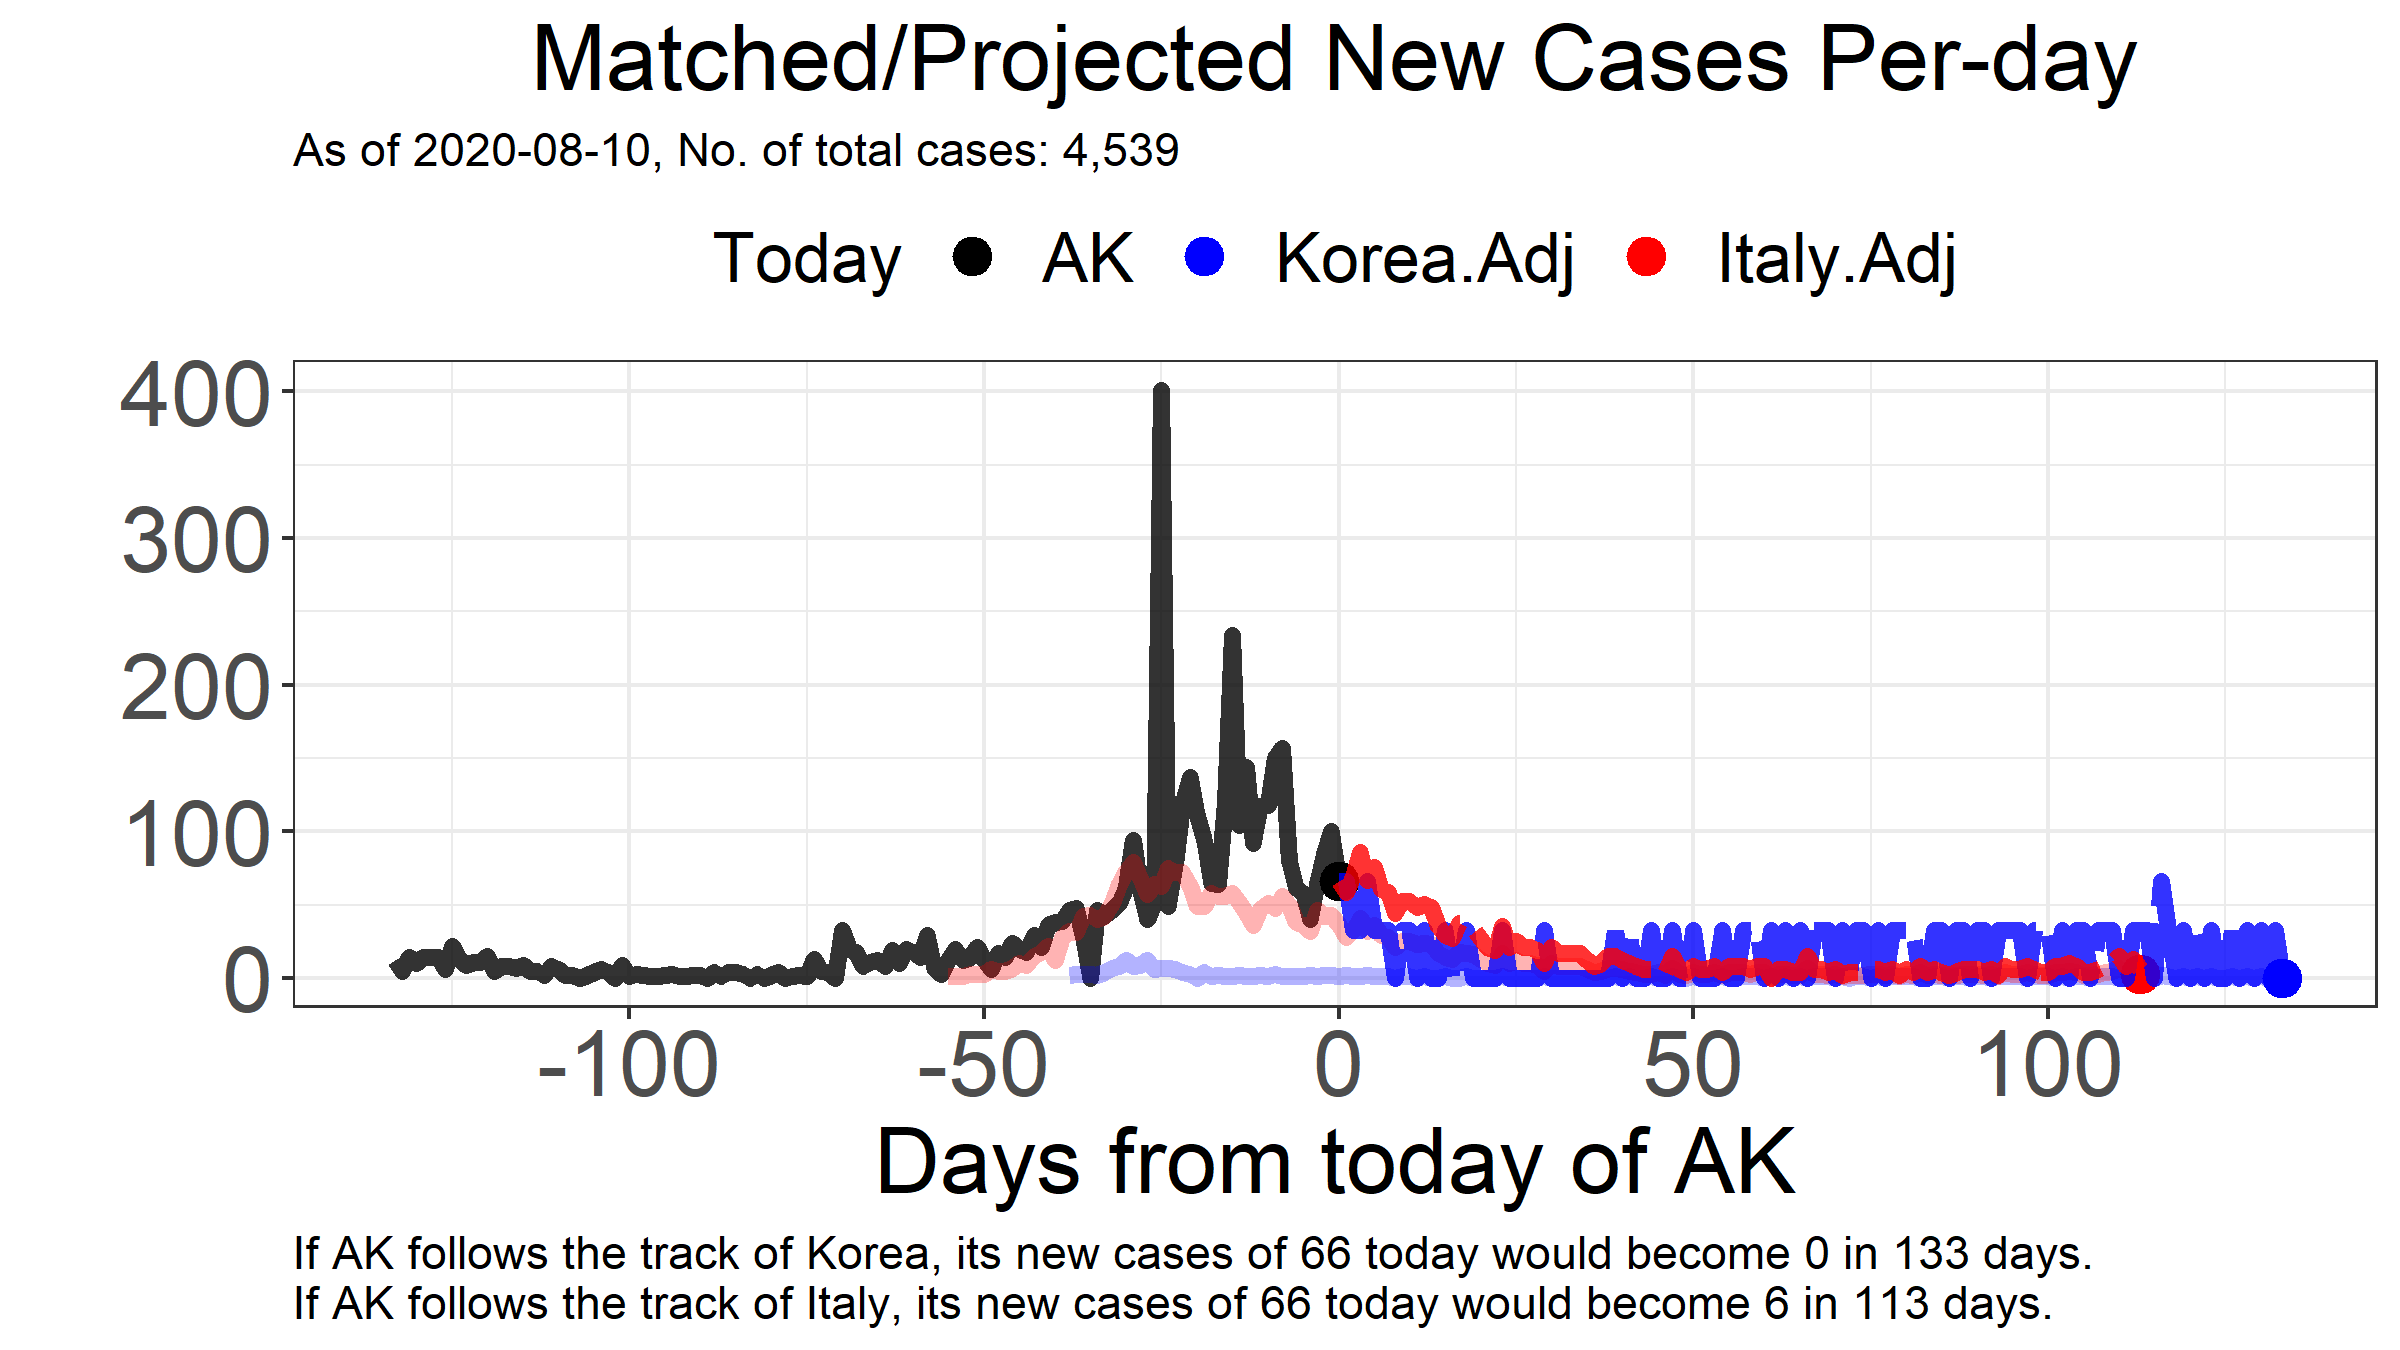 Matched/Projected New Cases Per-day
As of 2020-08-10, No. of total cases: 4,539
Today AK Korea.Adj Italy.Adj
400
300
200
100
0
-100 -50 0 50 100
Days from today of AK
If AK follows the track of Korea, its new cases of 66 today would become 0 in 133 days.
If AK follows the track of Italy, its new cases of 66 today would become 6 in 113 days.